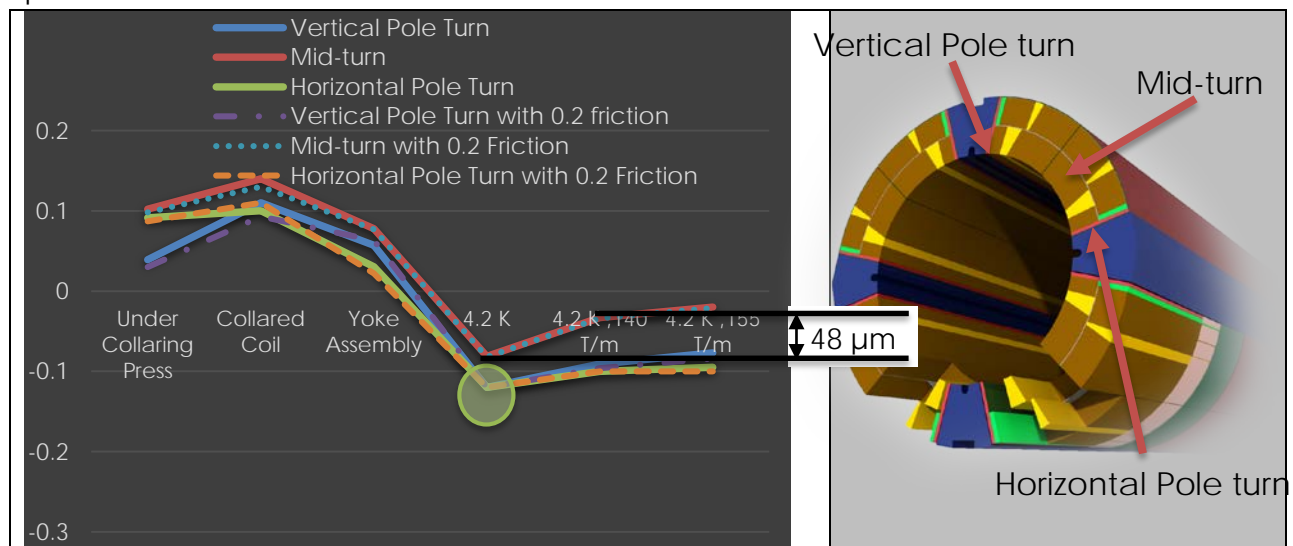 Vertical Pole Turn
Mid-turn
Horizontal Pole Turn
Vertical Pole Turn with 0.2 friction
Mid-turn with 0.2 Friction
Horizontal Pole Turn with 0.2 Friction
0.2
0.1
0
-0.1
-0.2
-0.3
Under
Collaring
Press
Collared
Coil
Yoke
Assembly
4.2 K
4.2 K ,140
T/m
4.2 K ,155
T/m
48 µm
Vertical Pole turn
Mid-turn
Horizontal Pole turn